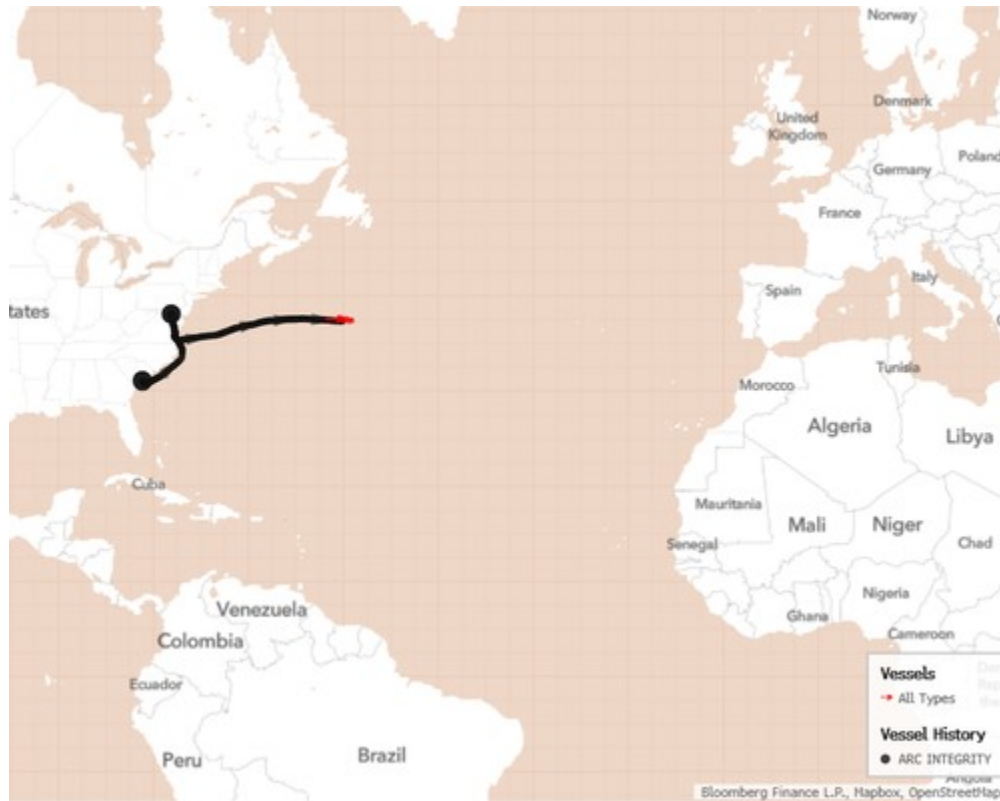 Norway
Denmark
United
Kingdom
Poland
Germany
France
Italy
Spain
tates
Tunisia
Morocco
Algeria
Libya
Cuba
Mauritania
Mali
Niger
Chad
Senegal
Nigeria
Ghana
Cameroon
Venezuela
Colombia
Ecuador
Peru
Brazil
Vessels
All Types
Vessel History
ARC INTEGRITY
Angola
Bloomberg Finance L.P., Mapbox, OpenStreetMap